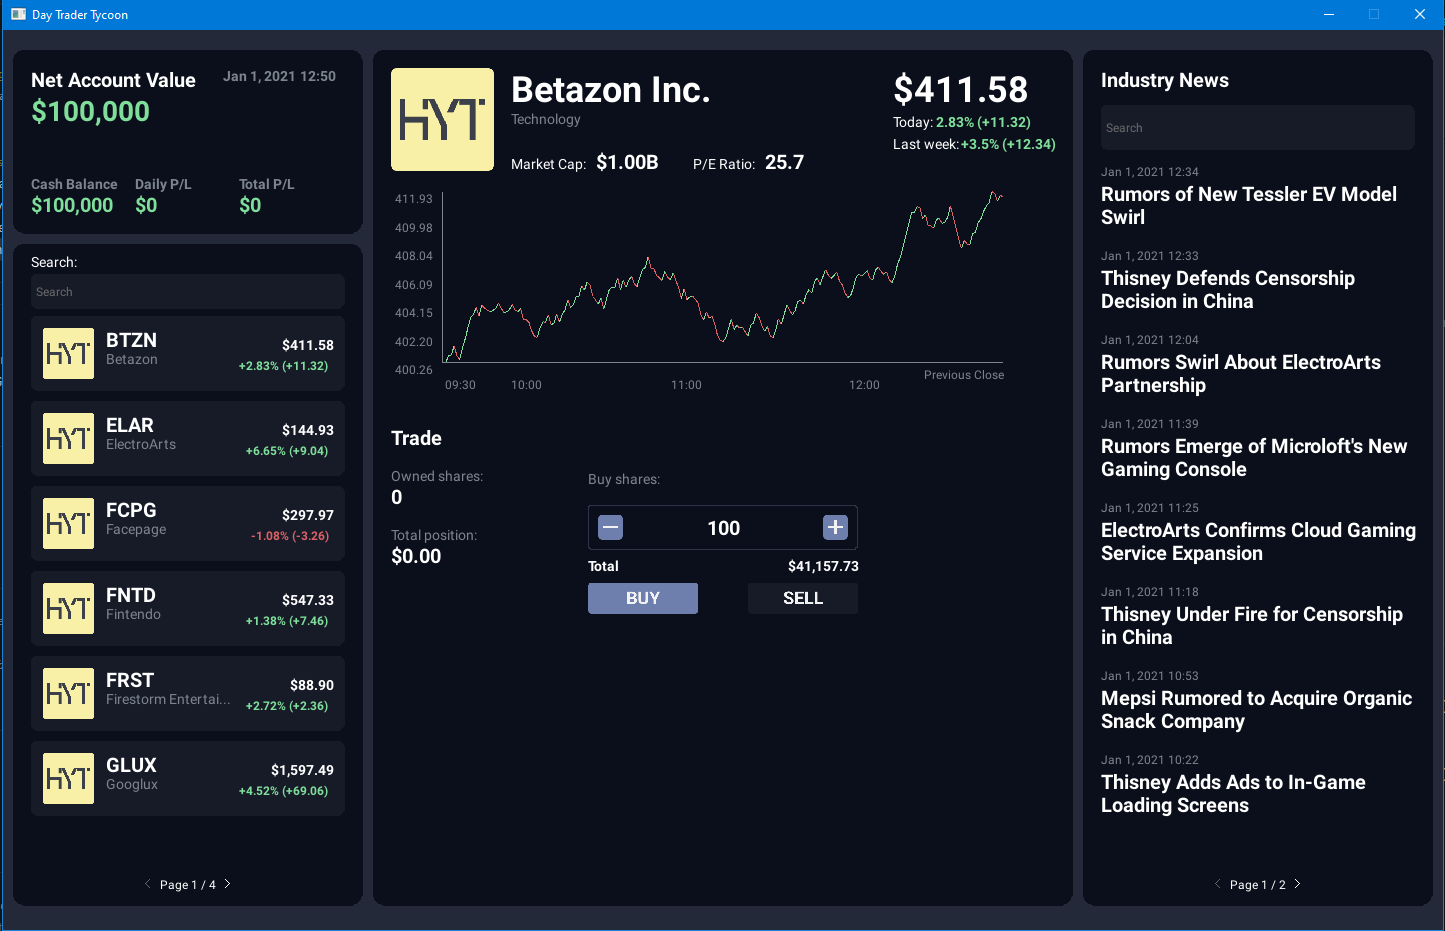 Day Trader Tycoon
Net Account Value
Jan 1, 2021 12:50
$100,000
Cash Balance Daily P/L Total P/L
$100,000 $0 $0
Search:
Search
HYT
BTZN
Betazon
$411.58
+2.83% (+11.32)
HYT
ELAR
ElectroArts
$144.93
+6.65% (+9.04)
HYT
FCPG
Facepage
$297.97
-1.08% (-3.26)
HYT
FNTD
Fintendo
$547.33
+1.38% (+7.46)
HYT
FRST
Firestorm Entertai...
$88.90
+2.72% (+2.36)
HYT
GLUX
Googlux
$1,597.49
+4.52% (+69.06)
Page 1 / 4
HYT
Betazon Inc.
Technology
Market Cap: $1.00B P/E Ratio: 25.7
$411.58
Today: 2.83% (+11.32)
Last week: +3.5% (+12.34)
411.93
409.98
408.04
406.09
404.15
402.20
400.26
Previous Close
09:30 10:00 11:00 12:00
Trade
Owned shares:
0
Total position:
$0.00
Buy shares:
100
Total $41,157.73
BUY SELL
Industry News
Search
Jan 1, 2021 12:34
Rumors of New Tessler EV Model
Swirl
Jan 1, 2021 12:33
Thisney Defends Censorship
Decision in China
Jan 1, 2021 12:04
Rumors Swirl About ElectroArts
Partnership
Jan 1, 2021 11:39
Rumors Emerge of Microloft's New
Gaming Console
Jan 1, 2021 11:25
ElectroArts Confirms Cloud Gaming
Service Expansion
Jan 1, 2021 11:18
Thisney Under Fire for Censorship
in China
Jan 1, 2021 10:53
Mepsi Rumored to Acquire Organic
Snack Company
Jan 1, 2021 10:22
Thisney Adds Ads to In-Game
Loading Screens
Page 1 / 2